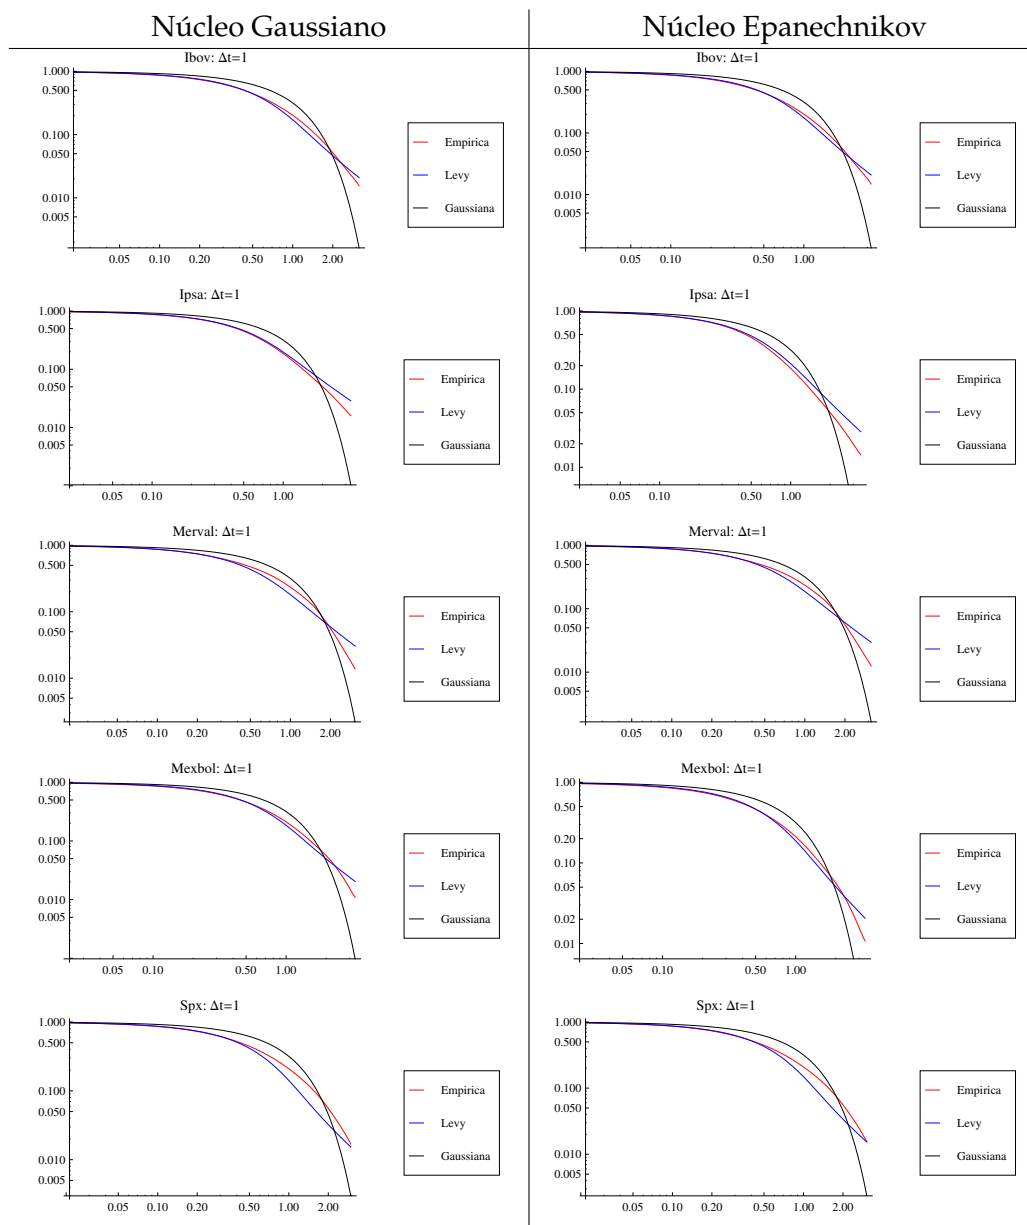 Núcleo Gaussiano
Núcleo Epanechnikov
Ibov: Δt=1
1.000
0.500
0.100
0.050
0.010
0.005
0.05 0.10 0.20 0.50 1.00 2.00
Empirica
Levy
Gaussiana
Ibov: Δt=1
1.000
0.500
0.100
0.050
0.010
0.005
0.05 0.10 0.50 1.00
Empirica
Levy
Gaussiana
Ipsa: Δt=1
1.000
0.500
0.100
0.050
0.010
0.005
0.05 0.10 0.50 1.00
Empirica
Levy
Gaussiana
Ipsa: Δt=1
1.00
0.50
0.20
0.10
0.05
0.02
0.01
0.05 0.10 0.50 1.00
Empirica
Levy
Gaussiana
Merval: Δt=1
1.000
0.500
0.100
0.050
0.010
0.005
0.05 0.10 0.20 0.50 1.00 2.00
Empirica
Levy
Gaussiana
Merval: Δt=1
1.000
0.500
0.100
0.050
0.010
0.005
0.05 0.10 0.20 0.50 1.00 2.00
Empirica
Levy
Gaussiana
Mexbol: Δt=1
1.000
0.500
0.100
0.050
0.010
0.005
0.05 0.10 0.50 1.00
Empirica
Levy
Gaussiana
Mexbol: Δt=1
1.00
0.50
0.20
0.10
0.05
0.02
0.01
0.05 0.10 0.50 1.00
Empirica
Levy
Gaussiana
Spx: Δt=1
1.000
0.500
0.100
0.050
0.010
0.005
0.05 0.10 0.20 0.50 1.00 2.00
Empirica
Levy
Gaussiana
Spx: Δt=1
1.000
0.500
0.100
0.050
0.010
0.005
0.05 0.10 0.20 0.50 1.00 2.00
Empirica
Levy
Gaussiana